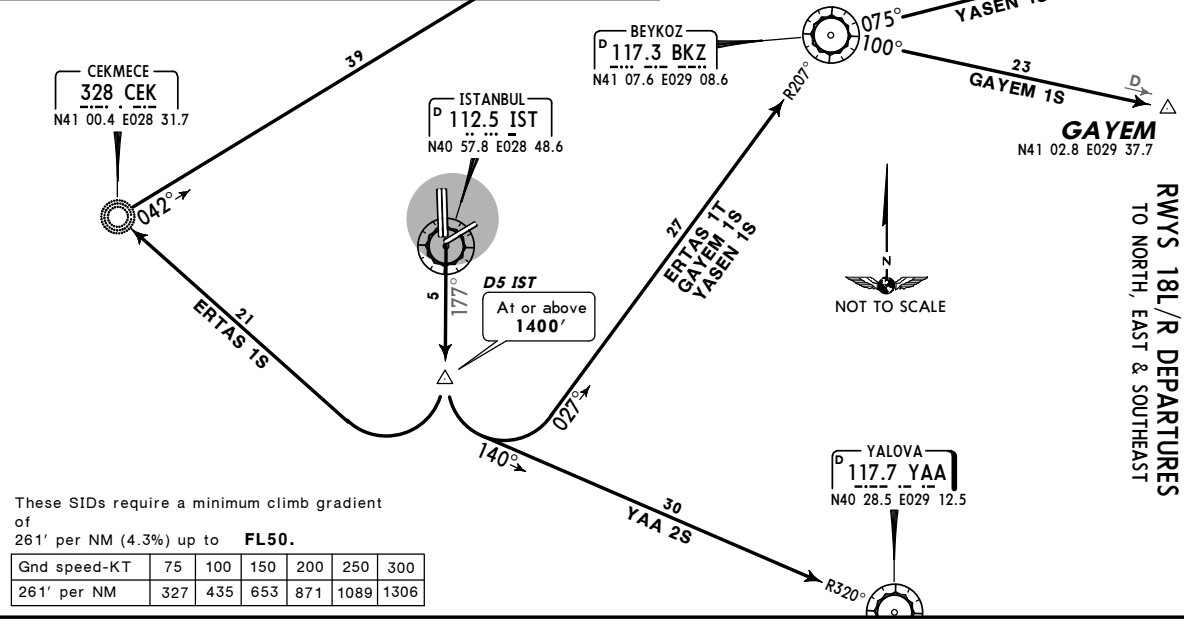 39
CEKMECE
328 CEK
N41 00.4 E028 31.7
042°
D
ISTANBUL
112.5 IST
N40 57.8 E028 48.6
BEYKOZ
D 117.3 BKZ
N41 07.6 E029 08.6
075°
100°
R207°
23
GAYEM 1S
D
GAYEM
N41 02.8 E029 37.7
5
177°
D5 IST
At or above
1400'
21
ERTAS 1S
27
ERTAS 1T
GAYEM 1S
YASEN 1S
027°
N
NOT TO SCALE
RWYS 18L/R DEPARTURES
TO NORTH, EAST & SOUTHEAST
140°
30
YAA 2S
YALOVA
D 117.7 YAA
N40 28.5 E029 12.5
R320°
These SIDs require a minimum climb gradient
of
261' per NM (4.3%) up to FL50.
Gnd speed-KT 75 100 150 200 250 300
261' per NM 327 435 653 871 1089 1306